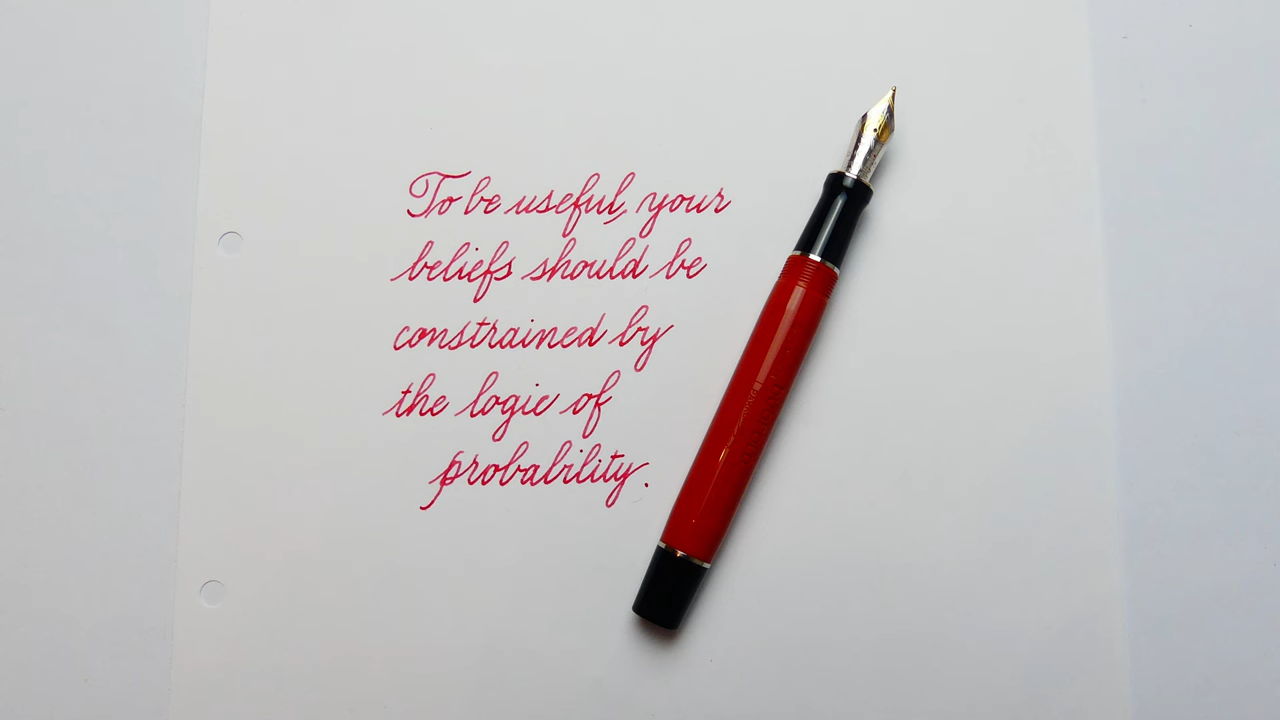 To be useful, your
beliefs should be
constrained by
the logic of
probability.